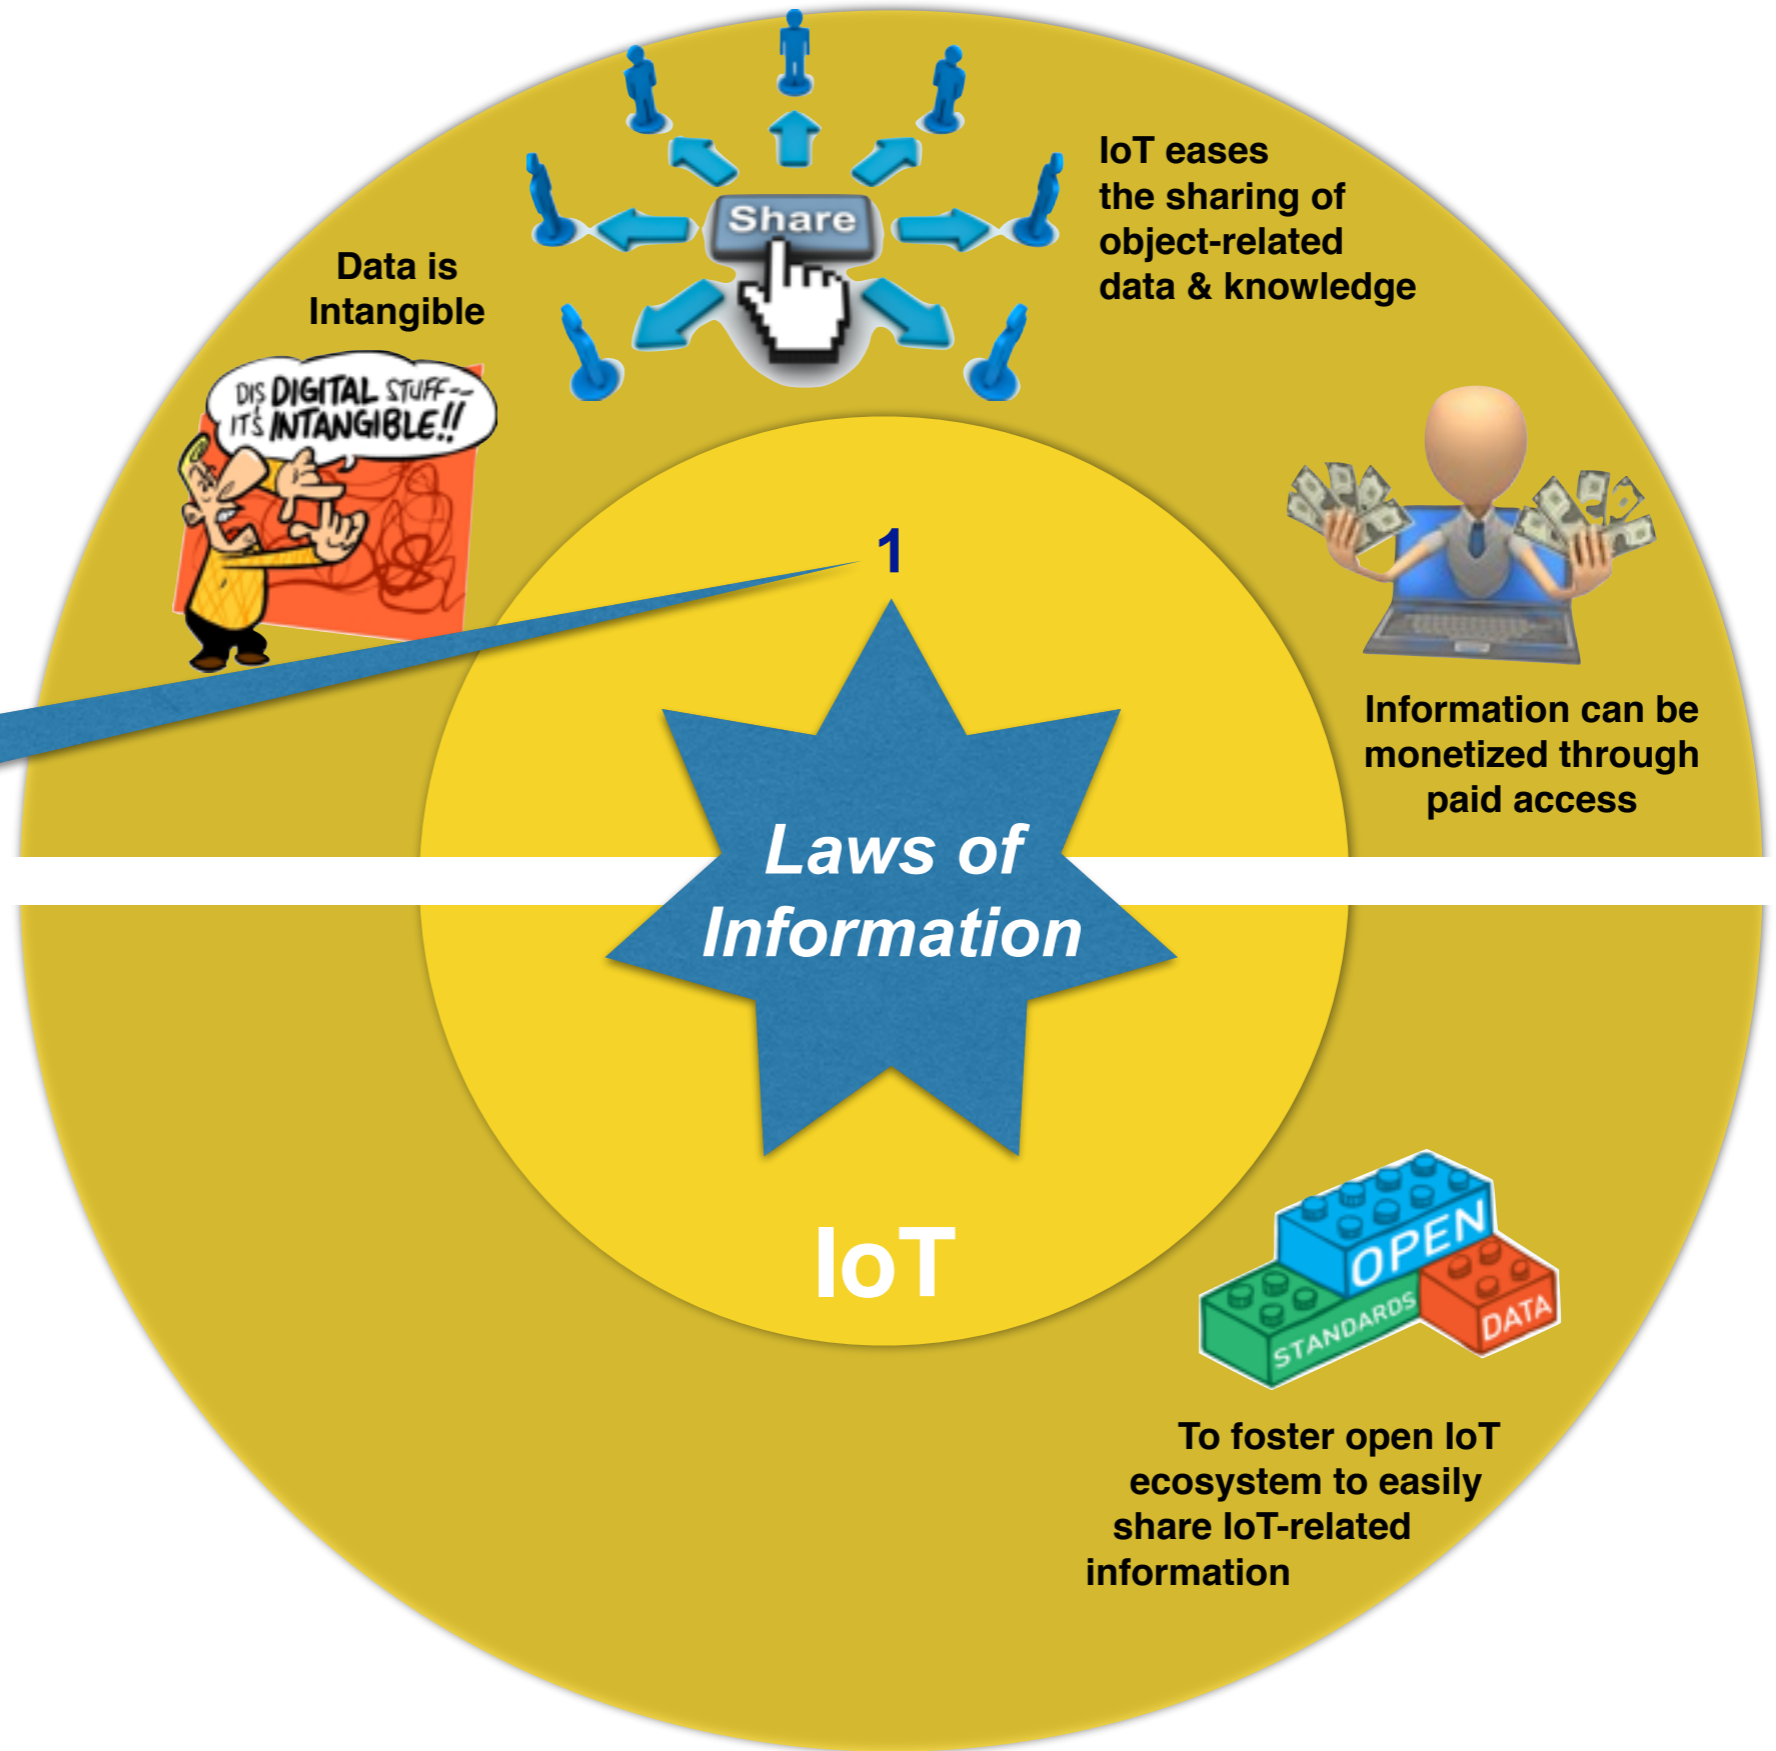 Share
IoT eases
the sharing of
object-related
data & knowledge
Data is
Intangible
DIS DIGITAL STUFF--
IT'S INTANGIBLE!!
1
Information can be
monetized through
paid access
Laws of
Information
IoT
OPEN
STANDARDS
DATA
To foster open IoT
ecosystem to easily
share IoT-related
information